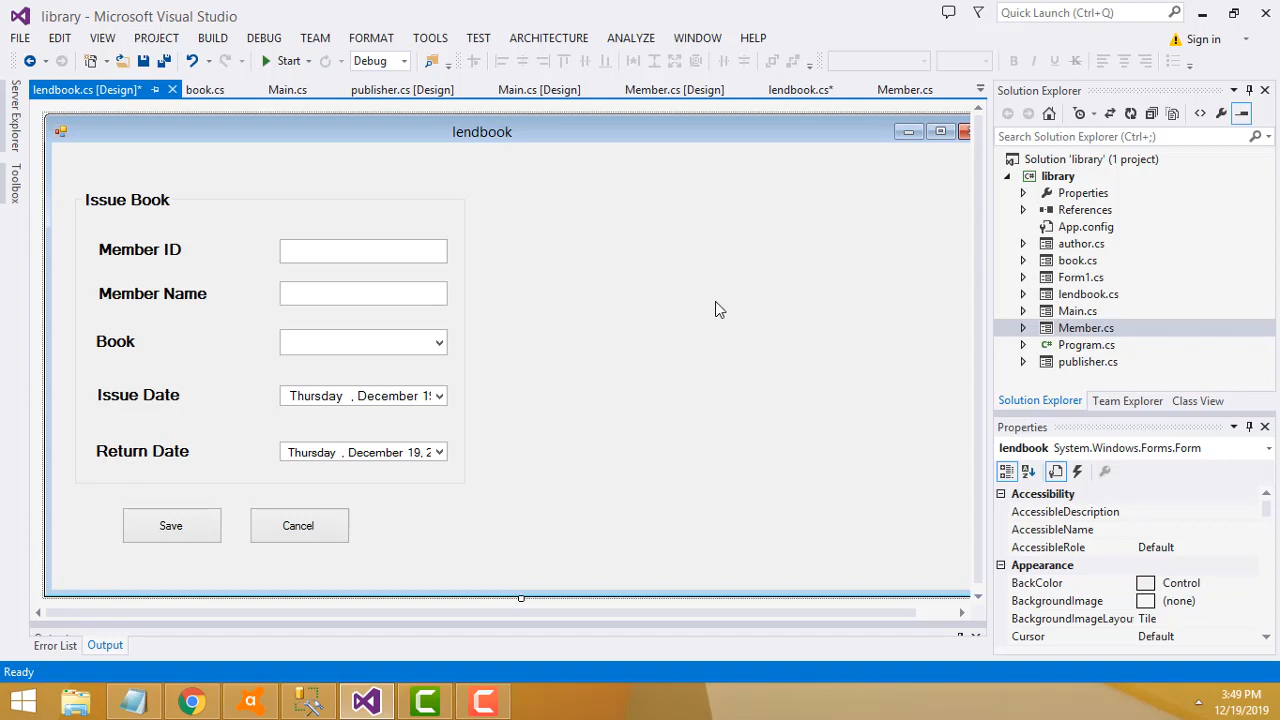 library - Microsoft Visual Studio
Quick Launch (Ctrl+Q)
FILE EDIT VIEW PROJECT BUILD DEBUG TEAM FORMAT TOOLS TEST ARCHITECTURE ANALYZE WINDOW HELP
Sign in
Start Debug
lendbook.cs [Design]* book.cs Main.cs publisher.cs [Design] Main.cs [Design] Member.cs [Design] lendbook.cs* Member.cs
Server Explorer
Toolbox
lendbook
Issue Book
Member ID
Member Name
Book
Issue Date Thursday , December 19
Return Date Thursday , December 19, 2
Save Cancel
Solution Explorer
Search Solution Explorer (Ctrl+;)
Solution 'library' (1 project)
C# library
Properties
References
App.config
author.cs
book.cs
Form1.cs
lendbook.cs
Main.cs
Member.cs
C# Program.cs
publisher.cs
Solution Explorer Team Explorer Class View
Properties
lendbook System.Windows.Forms.Form
Accessibility
AccessibleDescription
AccessibleName
AccessibleRole Default
Appearance
BackColor Control
BackgroundImage (none)
BackgroundImageLayou Tile
Cursor Default
Error List Output
Ready
3:49 PM
12/19/2019